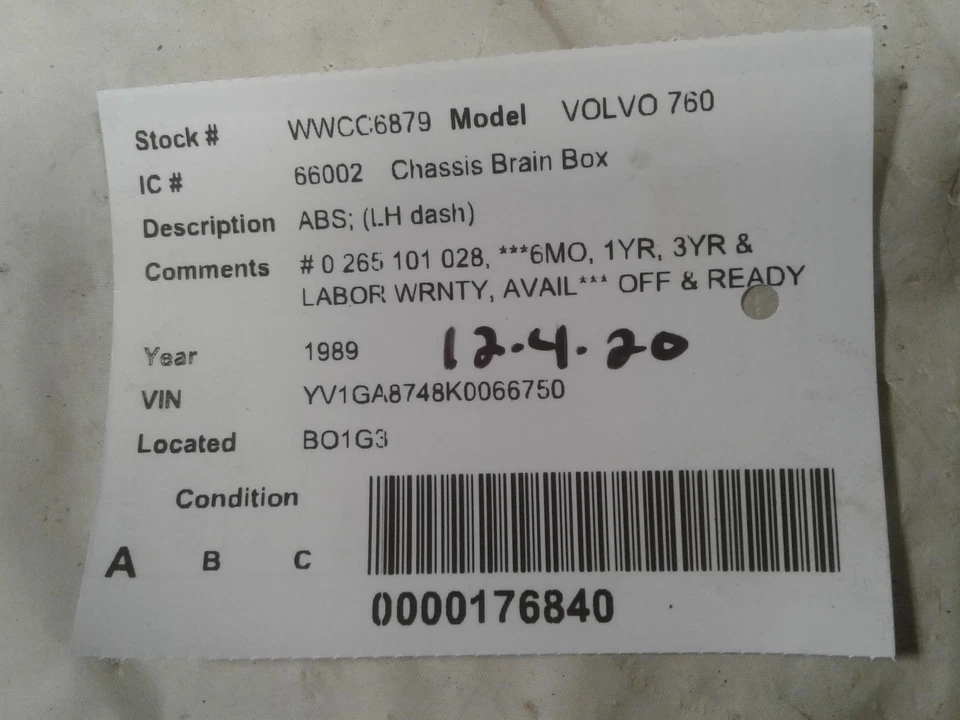 Stock # WWCC6879 Model VOLVO 760
IC # 66002 Chassis Brain Box
Description ABS; (LH dash)
Comments # 0 265 101 028, ***6MO, 1YR, 3YR &
LABOR WRNTY, AVAIL*** OFF & READY
Year 1989 12.4.20
VIN YV1GA8748K0066750
Located BO1G3
Condition
A B C
0000176840